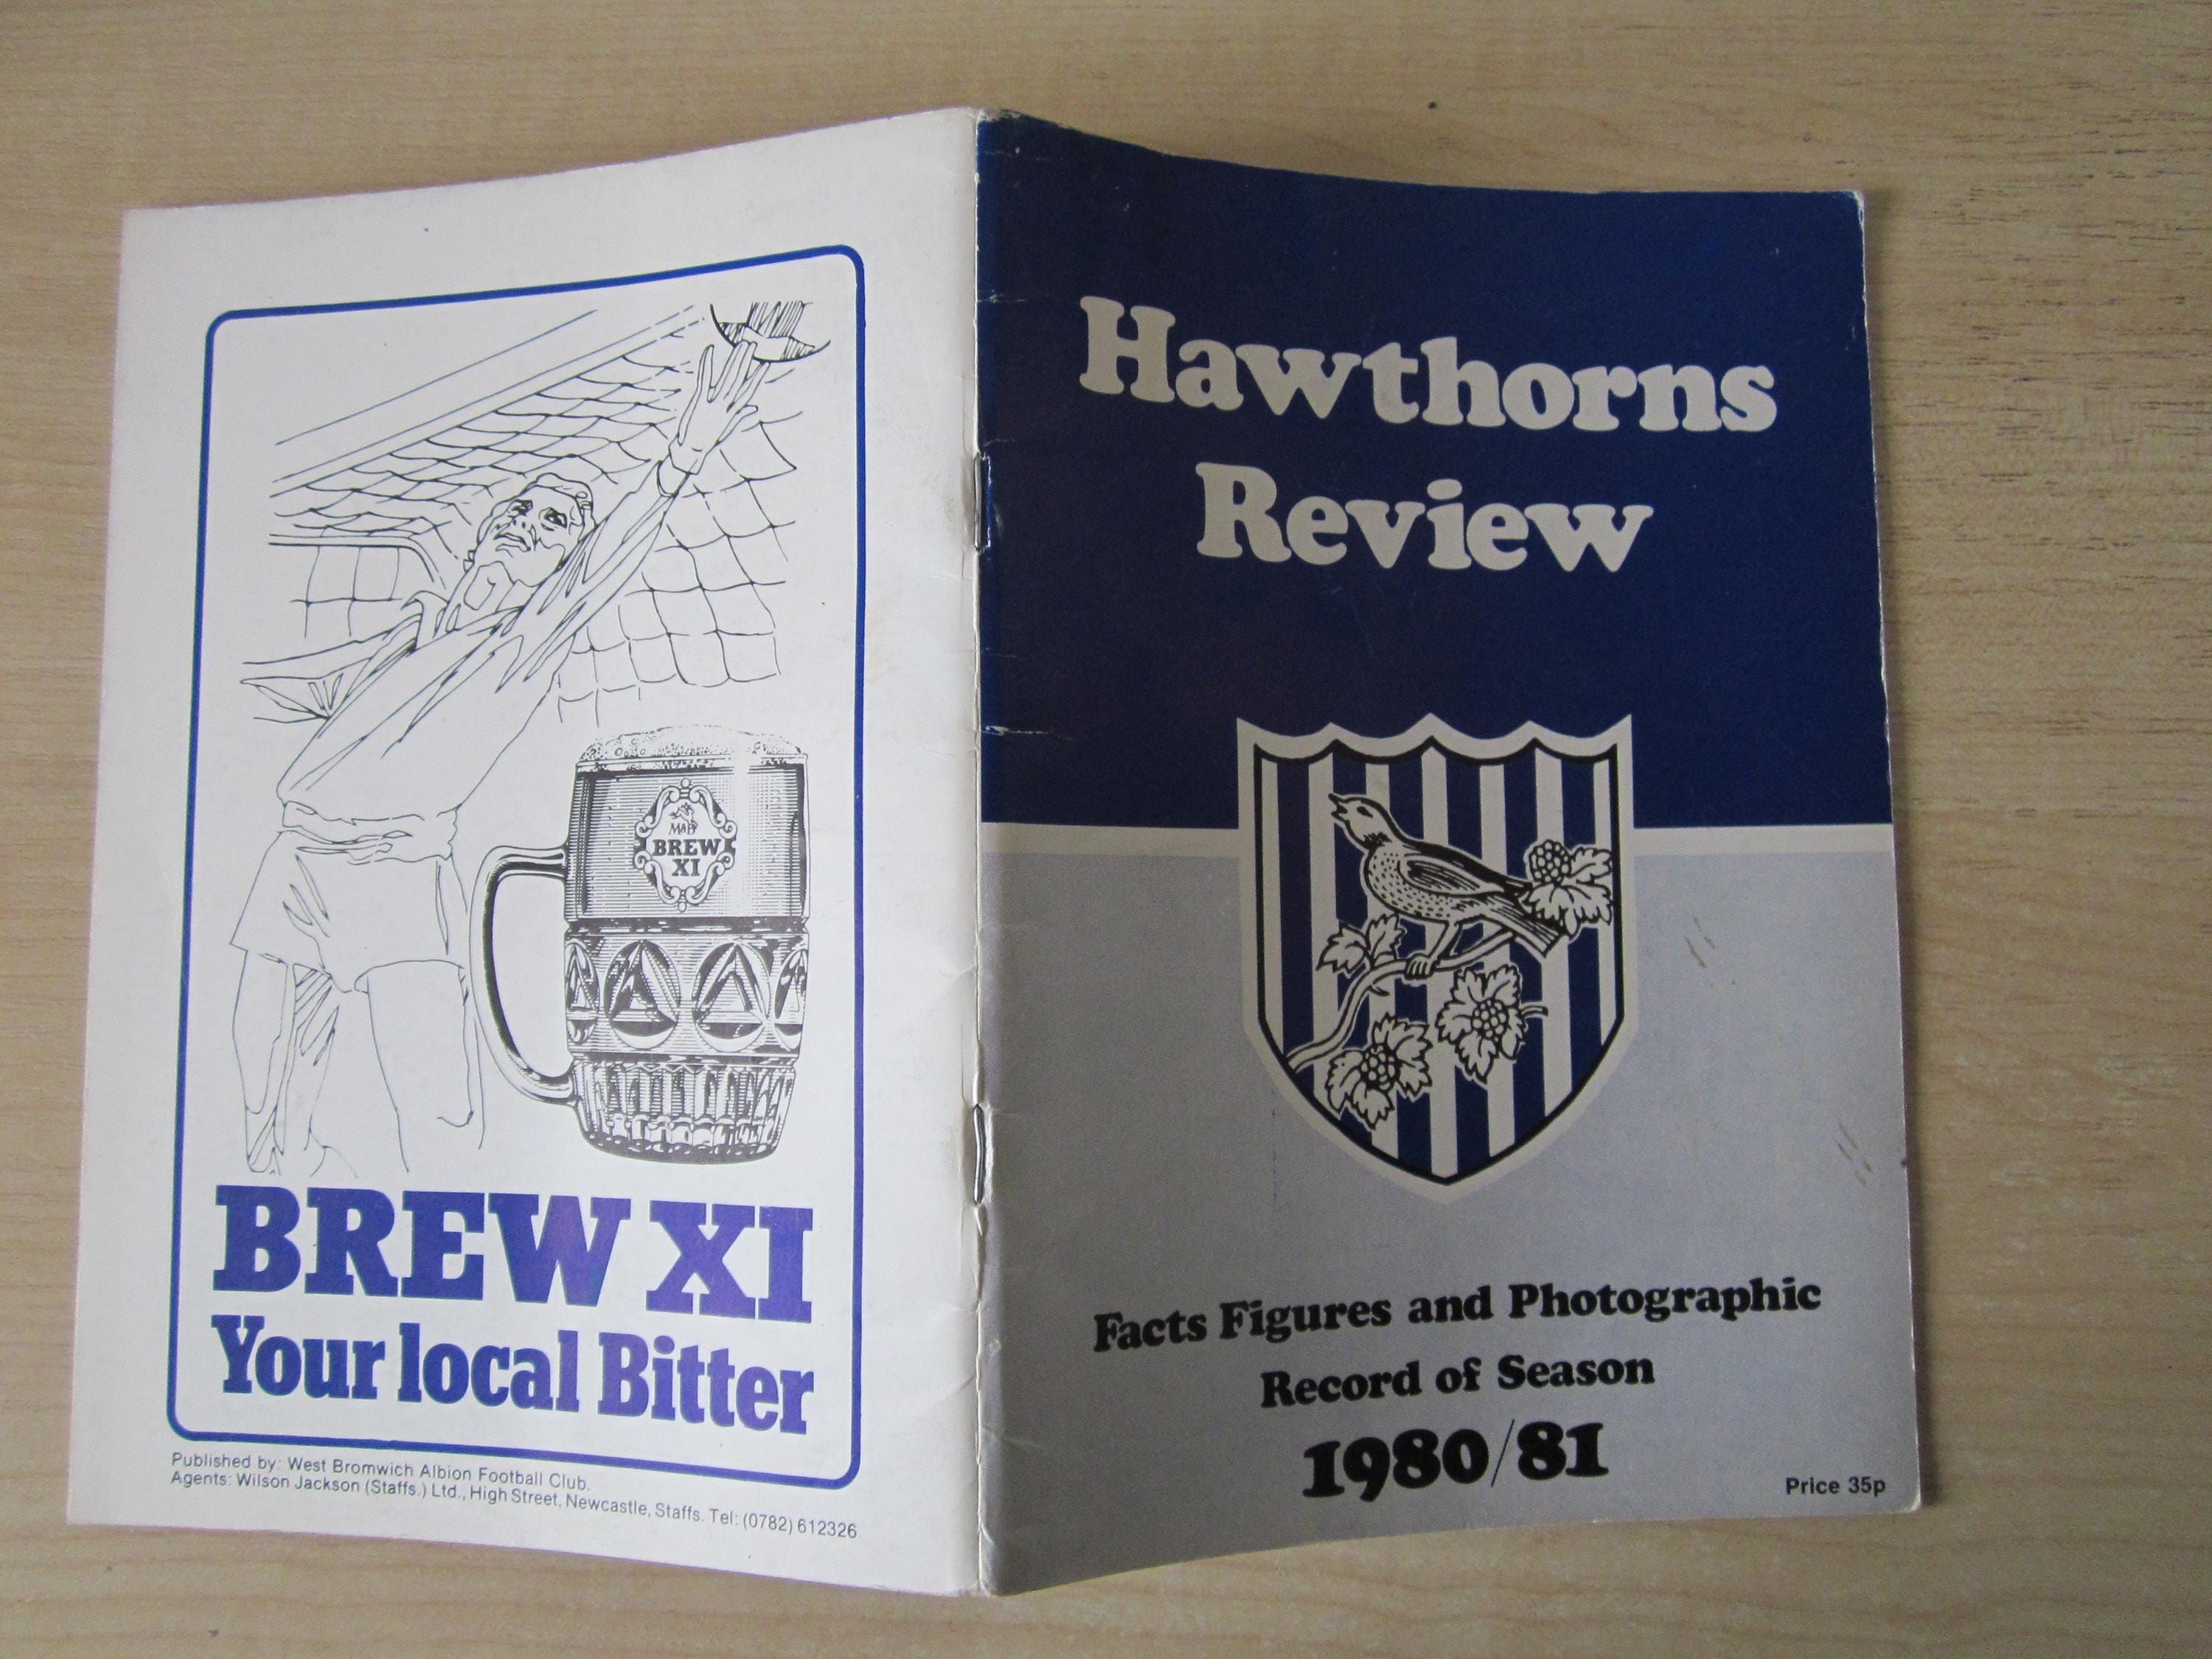 M&B
BREW
XI
BREW XI
Your local Bitter
Published by: West Bromwich Albion Football Club.
Agents: Wilson Jackson (Staffs.) Ltd., High Street, Newcastle, Staffs. Tel: (0782) 612326
Hawthorns
Review
Facts Figures and Photographic
Record of Season
1980/81
Price 35p